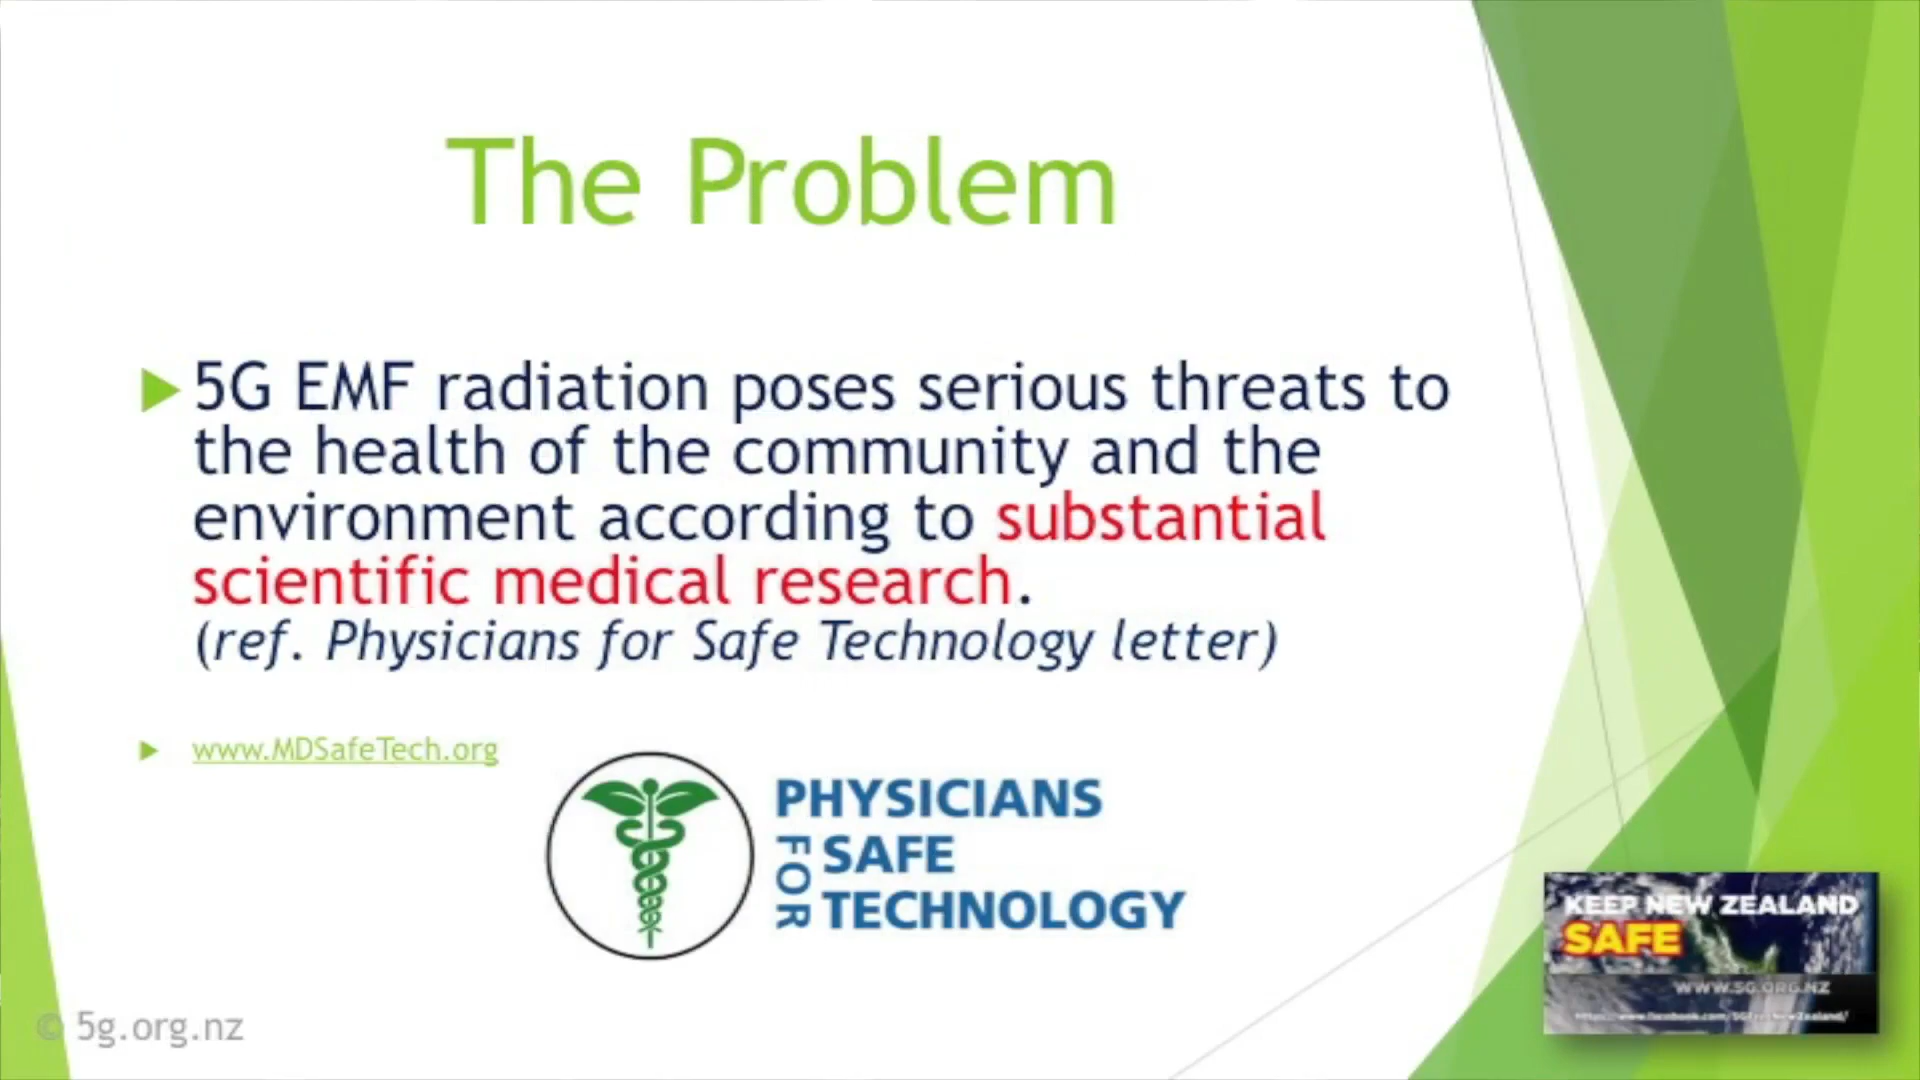 The Problem
5G EMF radiation poses serious threats to
the health of the community and the
environment according to substantial
scientific medical research.
(ref. Physicians for Safe Technology letter)
www.MDSafeTech.org
PHYSICIANS
FOR
SAFE
TECHNOLOGY
KEEP NEW ZEALAND
SAFE
WWW.5G.ORG.NZ
© 5g.org.nz